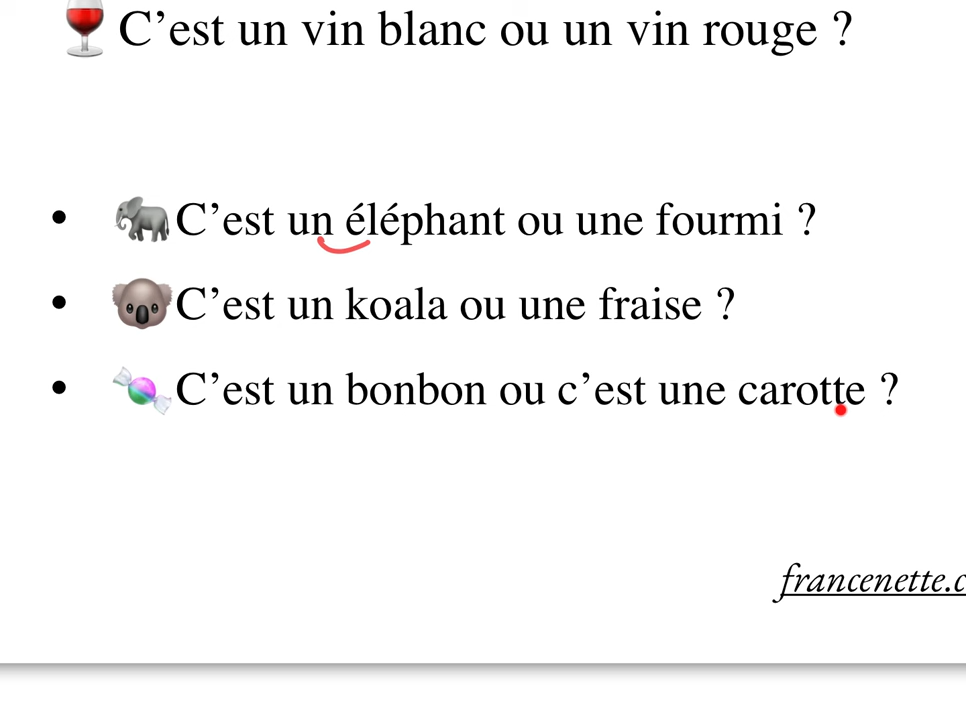 C’est un vin blanc ou un vin rouge ?
• C’est un éléphant ou une fourmi ?
• C’est un koala ou une fraise ?
• C’est un bonbon ou c’est une carotte ?
francenette.c